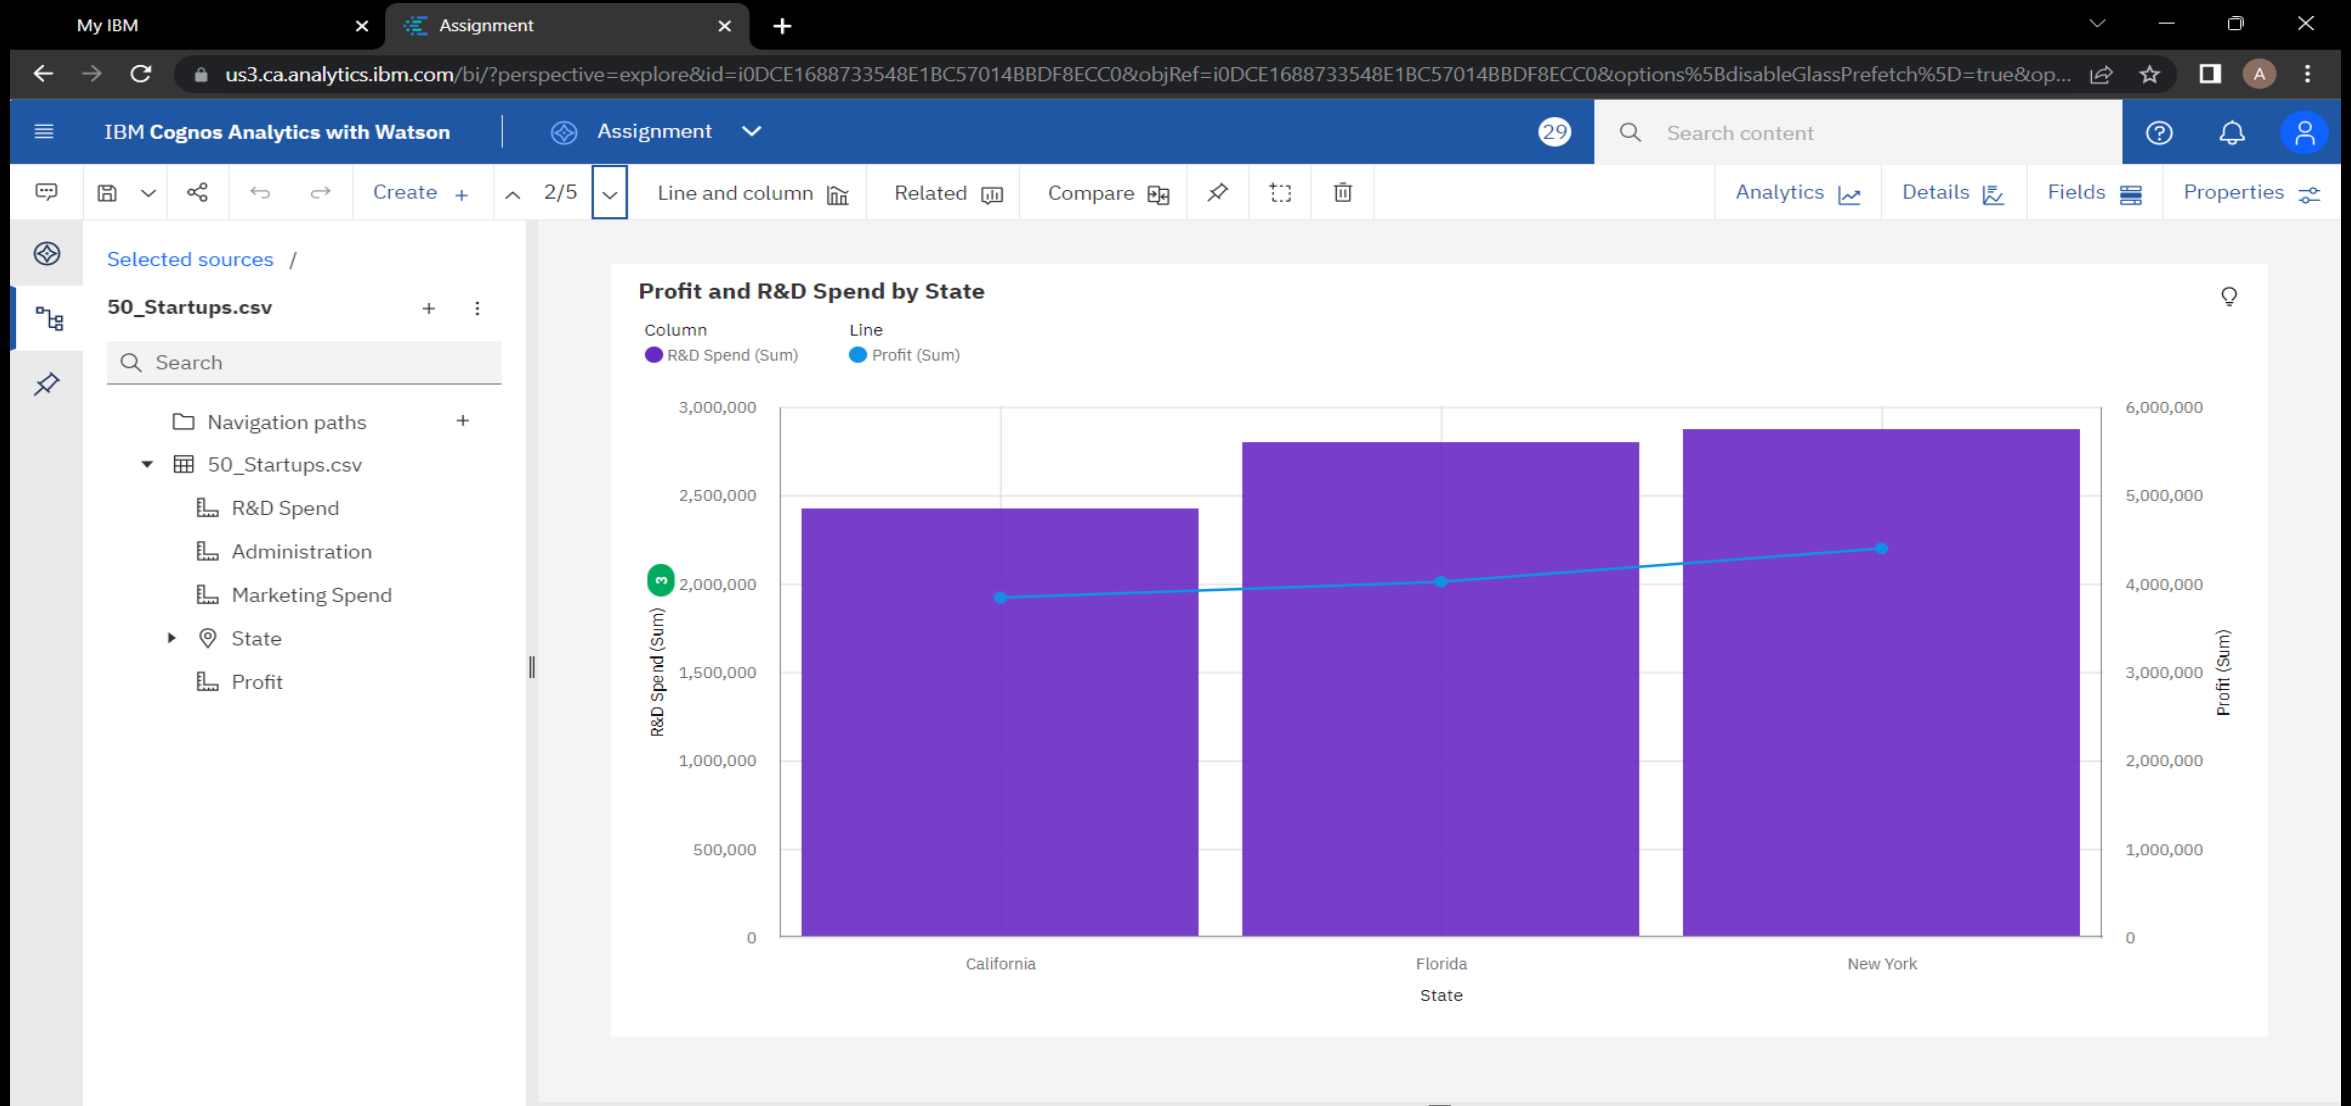 My IBM
Assignment
us3.ca.analytics.ibm.com/bi/?perspective=explore&id=i0DCE1688733548E1BC57014BBDF8ECC0&objRef=i0DCE1688733548E1BC57014BBDF8ECC0&options%5BdisableGlassPrefetch%5D=true&op...
A
IBM Cognos Analytics with Watson
Assignment
29
Search content
Create
2/5
Line and column
Related
Compare
Analytics
Details
Fields
Properties
Selected sources /
50_Startups.csv
Search
Navigation paths
50_Startups.csv
R&D Spend
Administration
Marketing Spend
State
Profit
Profit and R&D Spend by State
Column
R&D Spend (Sum)
Line
Profit (Sum)
3,000,000
2,500,000
2,000,000
1,500,000
1,000,000
500,000
0
3
R&D Spend (Sum)
6,000,000
5,000,000
4,000,000
3,000,000
2,000,000
1,000,000
0
Profit (Sum)
California
Florida
New York
State